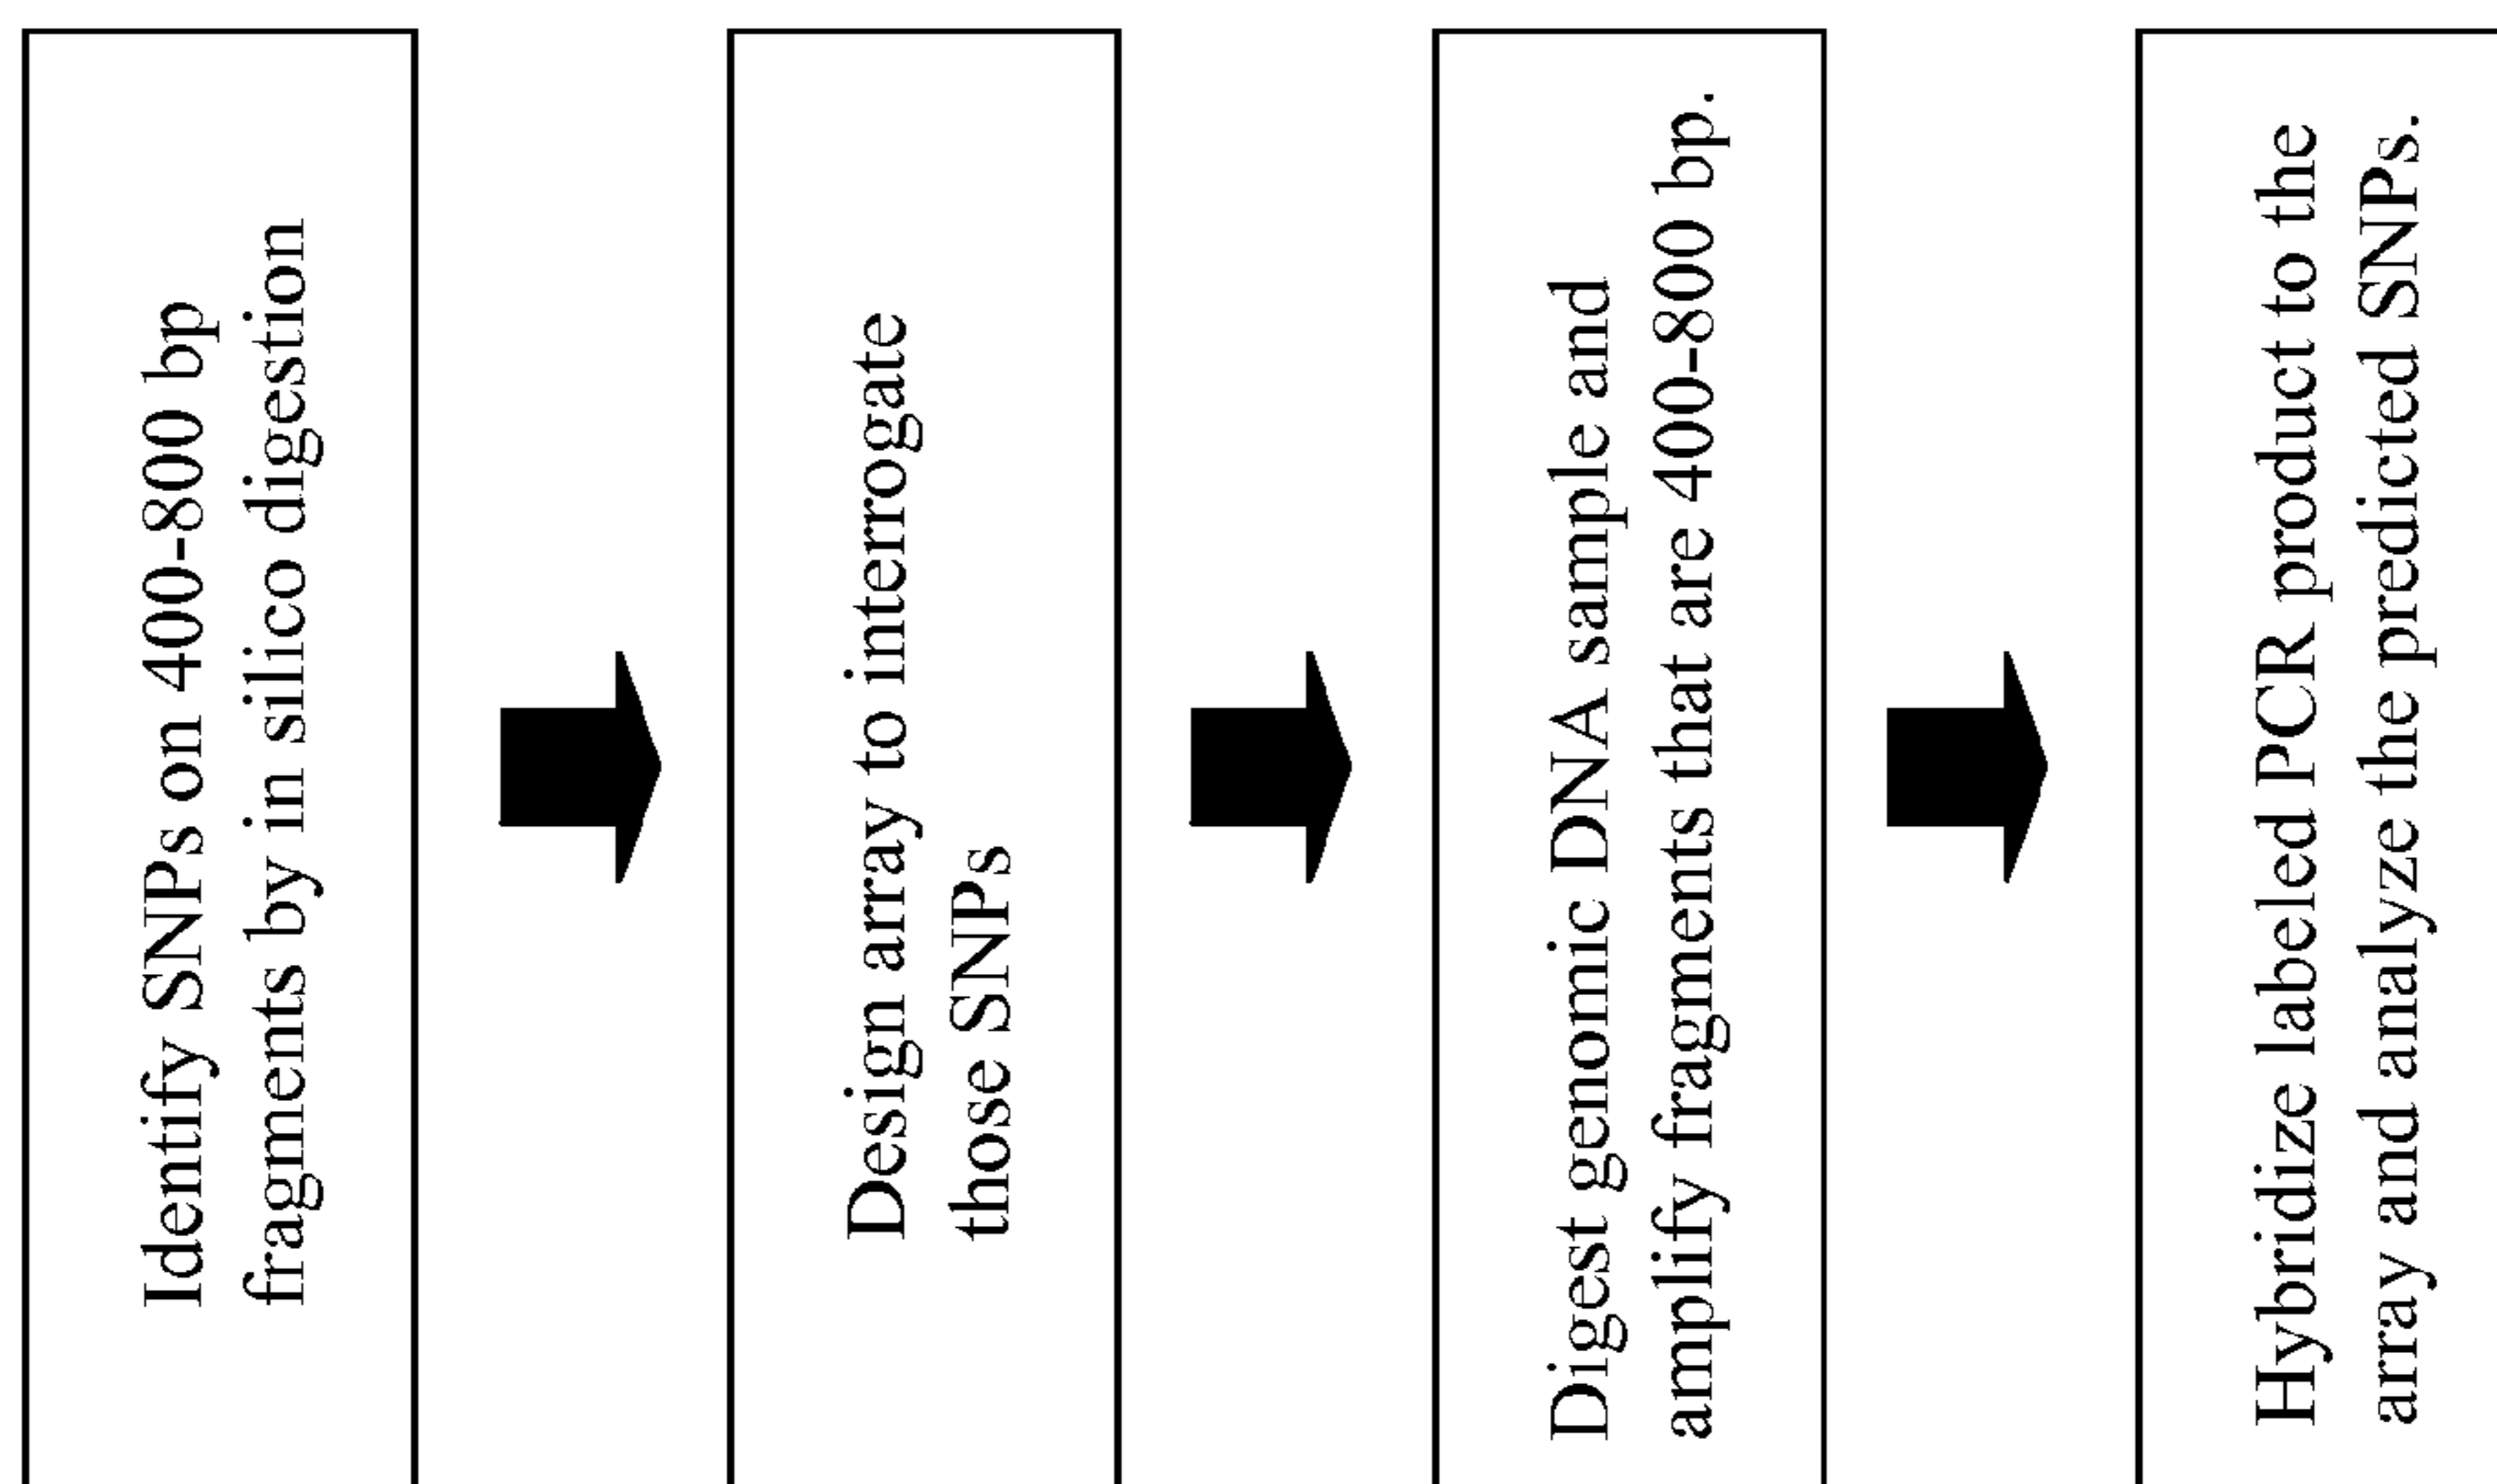 Identify SNPs on 400-800 bp
fragments by in silico digestion
Design array to interrogate
those SNPs
Digest genomic DNA sample and
amplify fragments that are 400-800 bp.
Hybridize labeled PCR product to the
array and analyze the predicted SNPs.